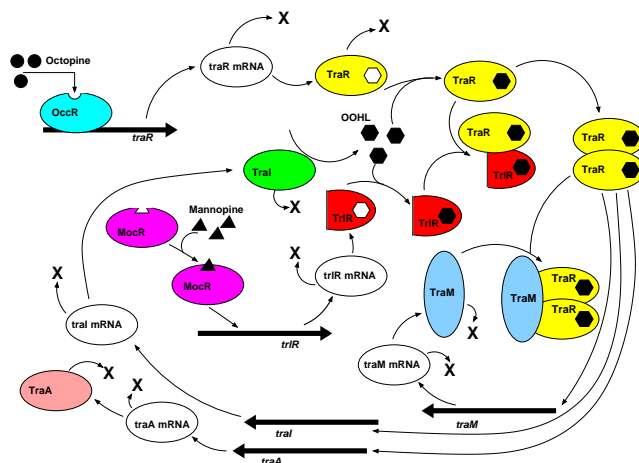 X
X
Octopine
traR mRNA
TraR
TraR
OccR
traR
OOHL
TraR
TraR
TraR
TraI
TrlR
X
Mannopine
TrlR
TrlR
MocR
X
X
trlR mRNA
TraM
TraR
MocR
TraM
TraR
traI mRNA
X
trlR
X
traM mRNA
X
TraA
X
traA mRNA
traI
traM
traA